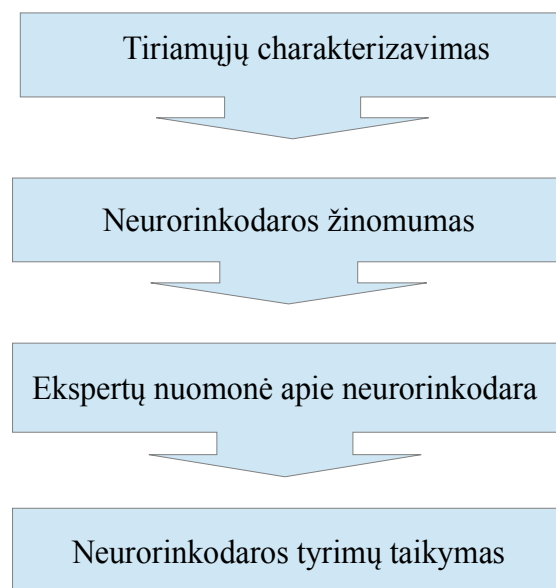 Tiriamųjų charakterizavimas
Neurorinkodaros žinomumas
Ekspertų nuomonė apie neurorinkodara
Neurorinkodaros tyrimų taikymas